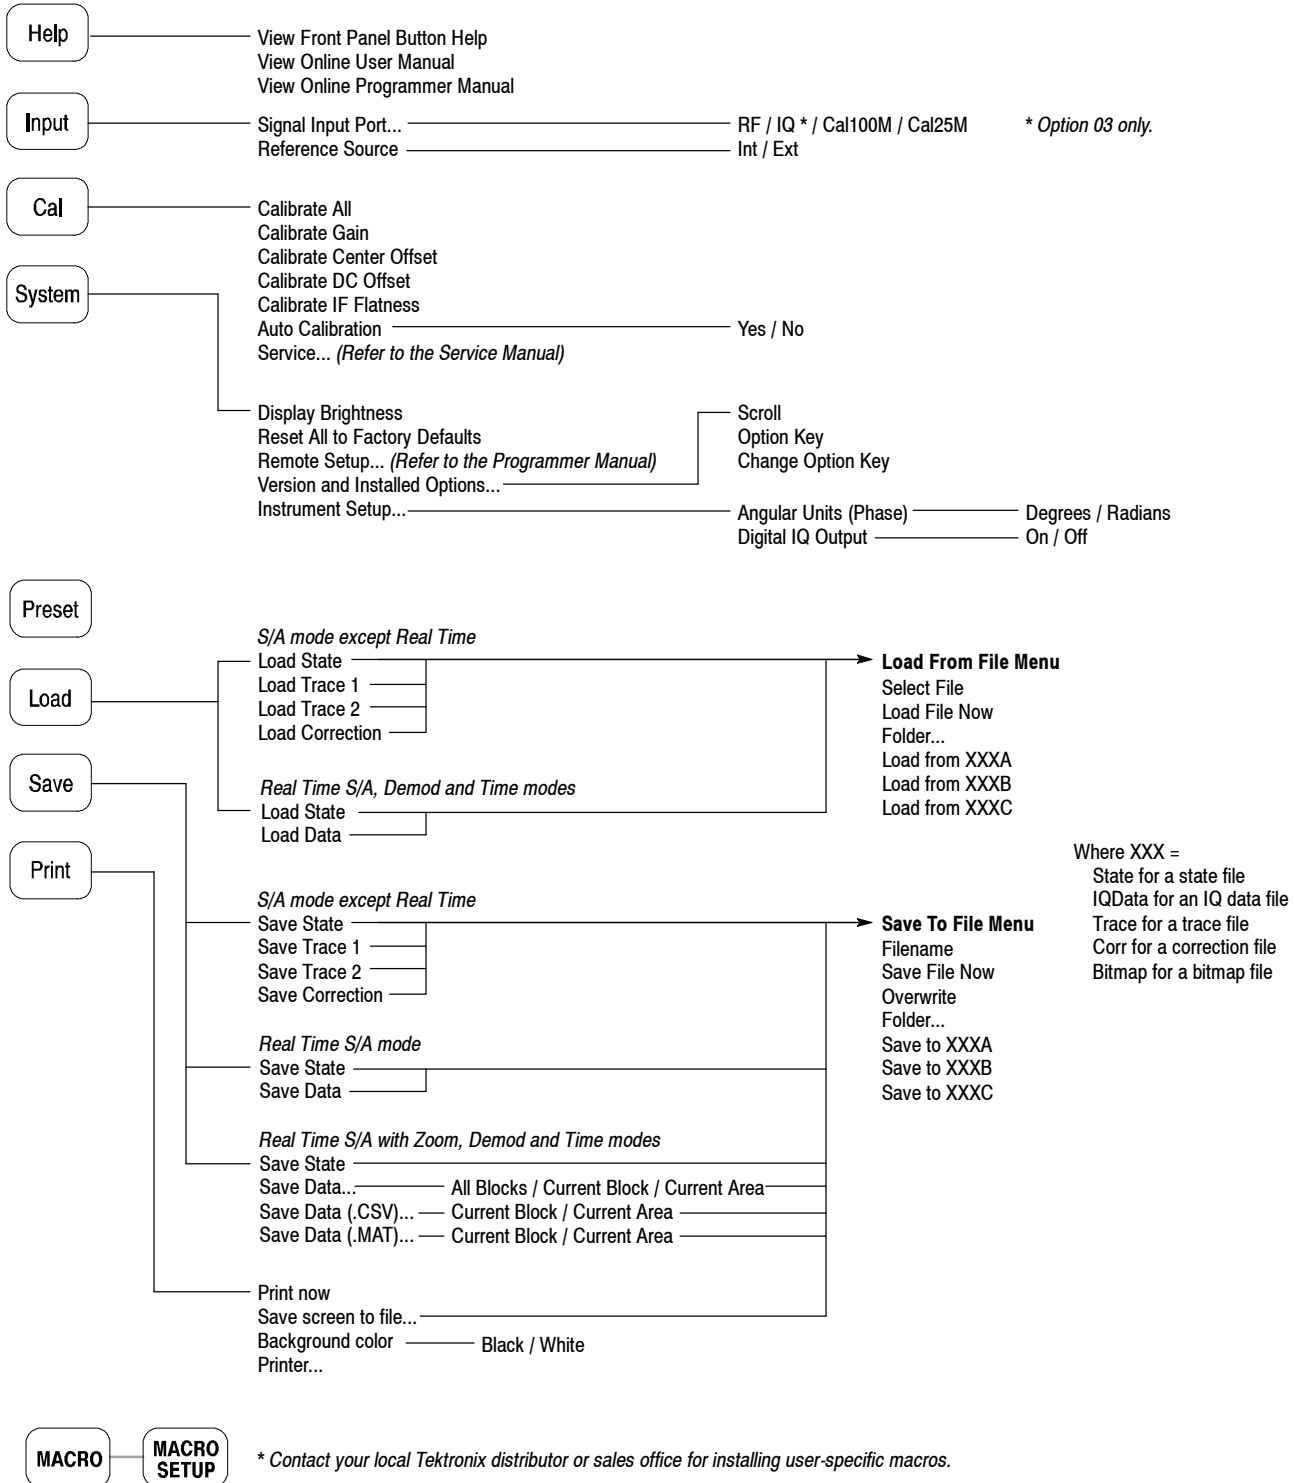 Help
View Front Panel Button Help
View Online User Manual
View Online Programmer Manual
Input
Signal Input Port... RF / IQ * / Cal100M / Cal25M * Option 03 only.
Reference Source Int / Ext
Cal
Calibrate All
Calibrate Gain
Calibrate Center Offset
Calibrate DC Offset
Calibrate IF Flatness
Auto Calibration Yes / No
Service... (Refer to the Service Manual)
System
Display Brightness
Reset All to Factory Defaults
Remote Setup... (Refer to the Programmer Manual)
Version and Installed Options...
Scroll
Option Key
Change Option Key
Instrument Setup...
Angular Units (Phase) Degrees / Radians
Digital IQ Output On / Off
Preset
Load
S/A mode except Real Time
Load State
Load Trace 1
Load Trace 2
Load Correction
Real Time S/A, Demod and Time modes
Load State
Load Data
Load From File Menu
Select File
Load File Now
Folder...
Load from XXXA
Load from XXXB
Load from XXXC
Where XXX =
State for a state file
IQData for an IQ data file
Trace for a trace file
Corr for a correction file
Bitmap for a bitmap file
Save
S/A mode except Real Time
Save State
Save Trace 1
Save Trace 2
Save Correction
Real Time S/A mode
Save State
Save Data
Real Time S/A with Zoom, Demod and Time modes
Save State
Save Data... All Blocks / Current Block / Current Area
Save Data (.CSV)... Current Block / Current Area
Save Data (.MAT)... Current Block / Current Area
Save To File Menu
Filename
Save File Now
Overwrite
Folder...
Save to XXXA
Save to XXXB
Save to XXXC
Print
Print now
Save screen to file...
Background color Black / White
Printer...
MACRO
MACRO
SETUP
* Contact your local Tektronix distributor or sales office for installing user-specific macros.